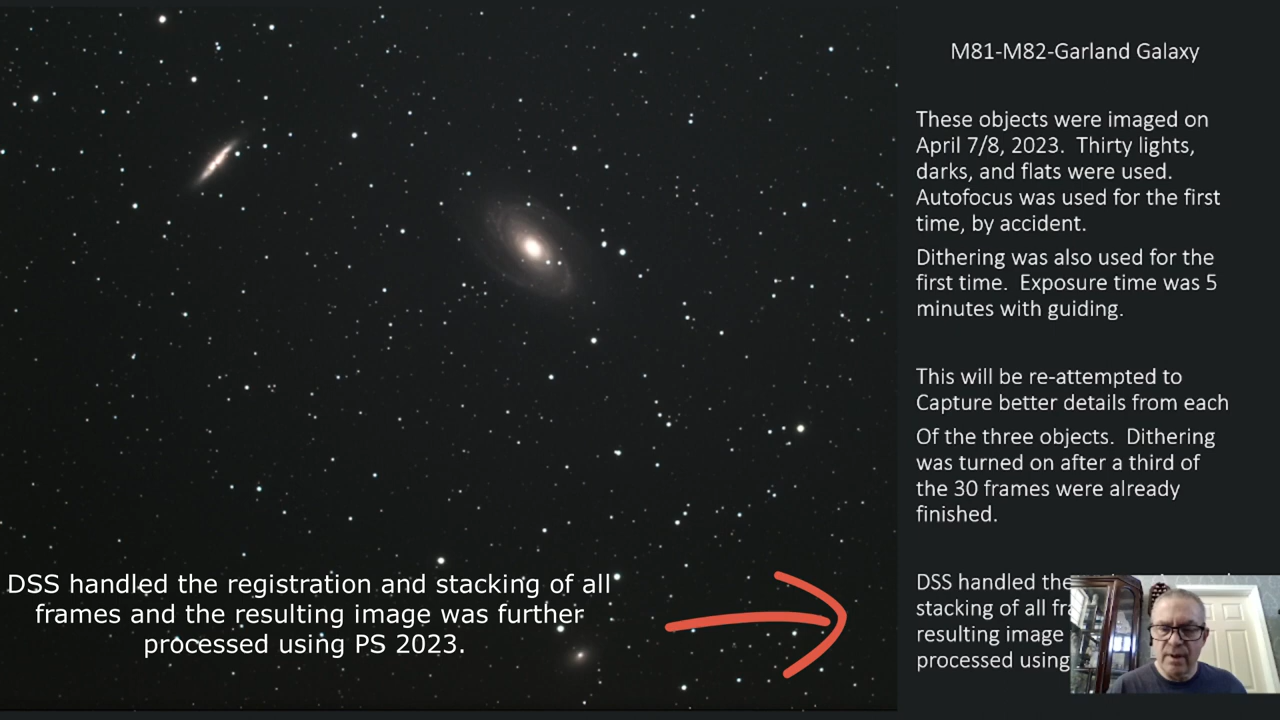 M81-M82-Garland Galaxy
These objects were imaged on
April 7/8, 2023. Thirty lights,
darks, and flats were used.
Autofocus was used for the first
time, by accident.
Dithering was also used for the
first time. Exposure time was 5
minutes with guiding.
This will be re-attempted to
Capture better details from each
Of the three objects. Dithering
was turned on after a third of
the 30 frames were already
finished.
DSS handled the
stacking of all
resulting image
processed using
DSS handled the registration and stacking of all
frames and the resulting image was further
processed using PS 2023.